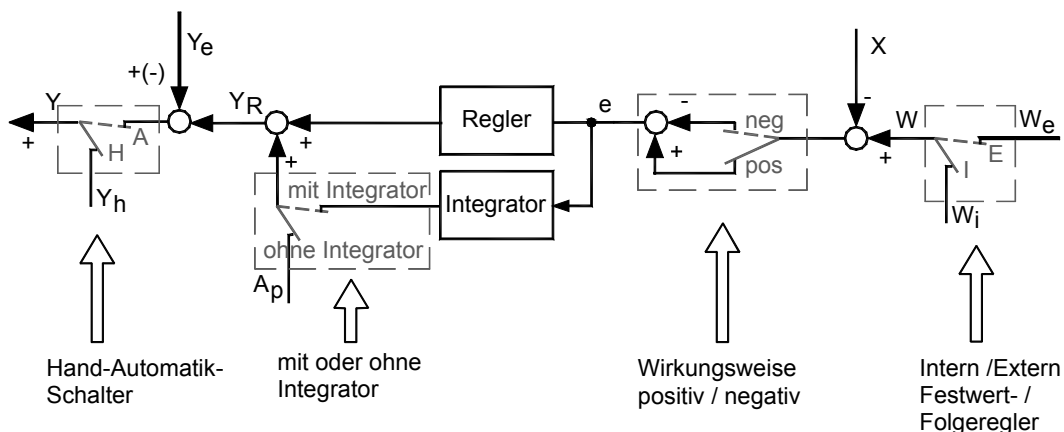 Ye
X
+(-)
Y
YR
Regler
e
-
neg
-
W
We
+
A
H
+
+
+
pos
+
E
I
Yh
mit Integrator
Integrator
Wi
ohne Integrator
Ap
Hand-Automatik-
Schalter
mit oder ohne
Integrator
Wirkungsweise
positiv / negativ
Intern /Extern
Festwert- /
Folgeregler